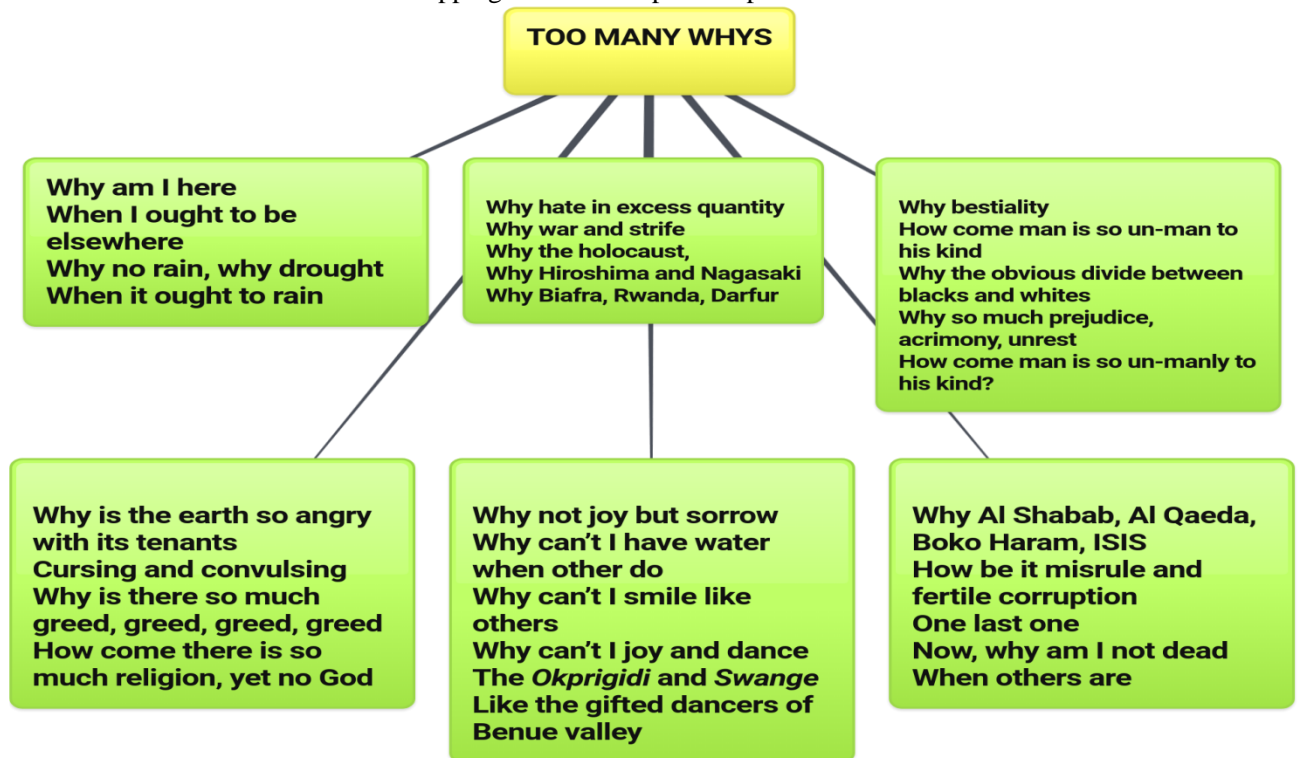 TOO MANY WHYS
Why am I here
When I ought to be
elsewhere
Why no rain, why drought
When it ought to rain
Why hate in excess quantity
Why war and strife
Why the holocaust,
Why Hiroshima and Nagasaki
Why Biafra, Rwanda, Darfur
Why bestiality
How come man is so un-man to
his kind
Why the obvious divide between
blacks and whites
Why so much prejudice,
acrimony, unrest
How come man is so un-manly to
his kind?
Why is the earth so angry
with its tenants
Cursing and convulsing
Why is there so much
greed, greed, greed, greed
How come there is so
much religion, yet no God
Why not joy but sorrow
Why can't I have water
when other do
Why can't I smile like
others
Why can't I joy and dance
The Okprigidi and Swange
Like the gifted dancers of
Benue valley
Why Al Shabab, Al Qaeda,
Boko Haram, ISIS
How be it misrule and
fertile corruption
One last one
Now, why am I not dead
When others are